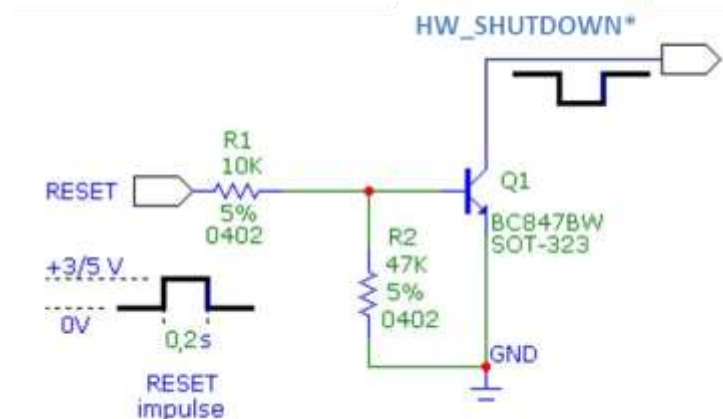 HW_SHUTDOWN*
R1
10K
RESET
5%
0402
Q1
BC847BW
SOT-323
R2
47K
5%
0402
+3/5 V
0V
0,2s
GND
RESET
impulse